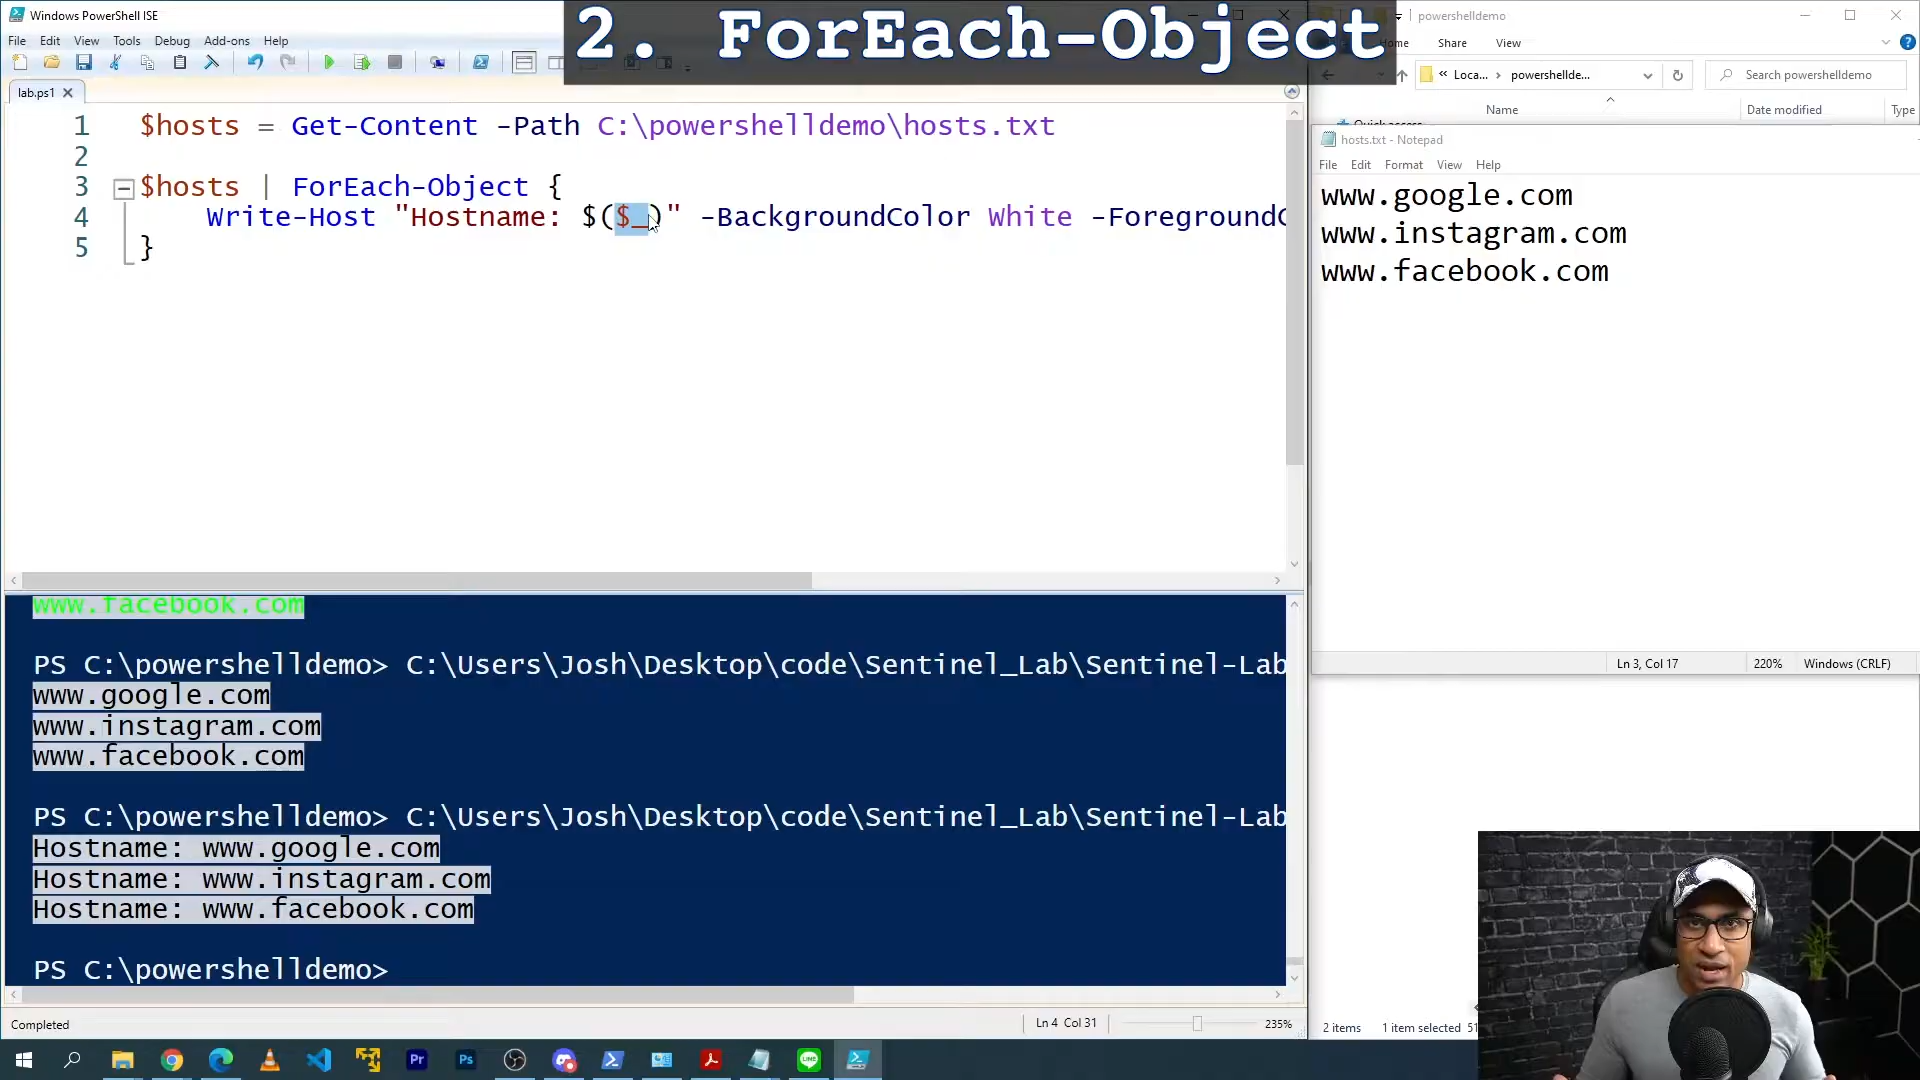 Windows PowerShell ISE
2. ForEach-Object
File Edit View Tools Debug Add-ons Help
lab.ps1
1 $hosts = Get-Content -Path C:\powershelldemo\hosts.txt
2
3 $hosts | ForEach-Object {
4 Write-Host "Hostname: $($_)" -BackgroundColor White -ForegroundC
5 }
www.facebook.com
PS C:\powershelldemo> C:\Users\Josh\Desktop\code\Sentinel_Lab\Sentinel-Lab
www.google.com
www.instagram.com
www.facebook.com
PS C:\powershelldemo> C:\Users\Josh\Desktop\code\Sentinel_Lab\Sentinel-Lab
Hostname: www.google.com
Hostname: www.instagram.com
Hostname: www.facebook.com
PS C:\powershelldemo>
Completed
Ln 4 Col 31
235%
powershelldemo
Share View
« Loca... › powershellde...
Search powershelldemo
Name Date modified Type
hosts.txt - Notepad
File Edit Format View Help
www.google.com
www.instagram.com
www.facebook.com
Ln 3, Col 17 220% Windows (CRLF)
2 items 1 item selected
Pr Ps LINE